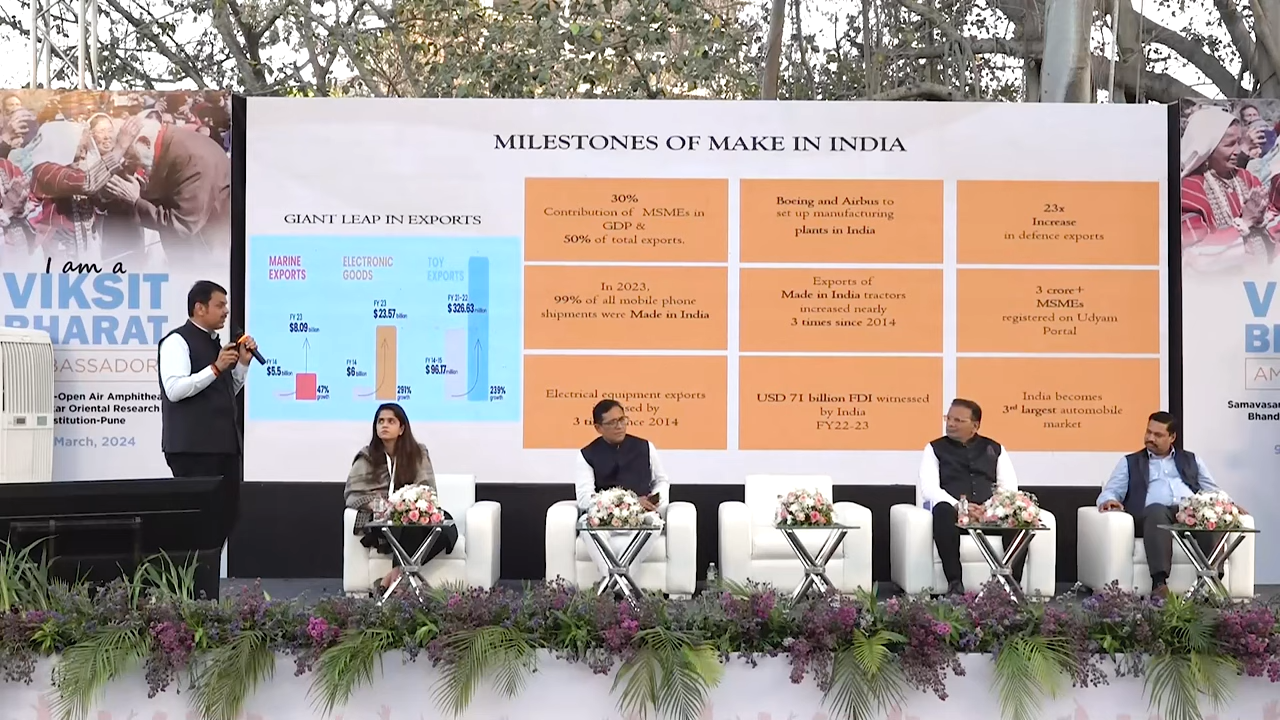 MILESTONES OF MAKE IN INDIA
GIANT LEAP IN EXPORTS
MARINE
EXPORTS
FY 23
$8.09 billion
FY 14
$5.5 billion
47%
growth
ELECTRONIC
GOODS
FY 23
$23.57 billion
FY 14
$6 billion
291%
growth
TOY
EXPORTS
FY 21-22
$326.63 million
FY 14-15
$96.17 million
239%
growth
30%
Contribution of MSMEs in
GDP &
50% of total exports.
Boeing and Airbus to
set up manufacturing
plants in India
23x
Increase
in defence exports
In 2023,
99% of all mobile phone
shipments were Made in India
Exports of
Made in India tractors
increased nearly
3 times since 2014
3 crore+
MSMEs
registered on Udyam
Portal
Electrical equipment exports
by
3 since 2014
USD 71 billion FDI witnessed
by India
FY22-23
India becomes
3rd largest automobile
market
I am a
VIKSIT
BHARAT
-Open Air Amphithea
ar Oriental Research
stitution-Pune
March, 2024
V
B
AM
Samavasar
Bhand